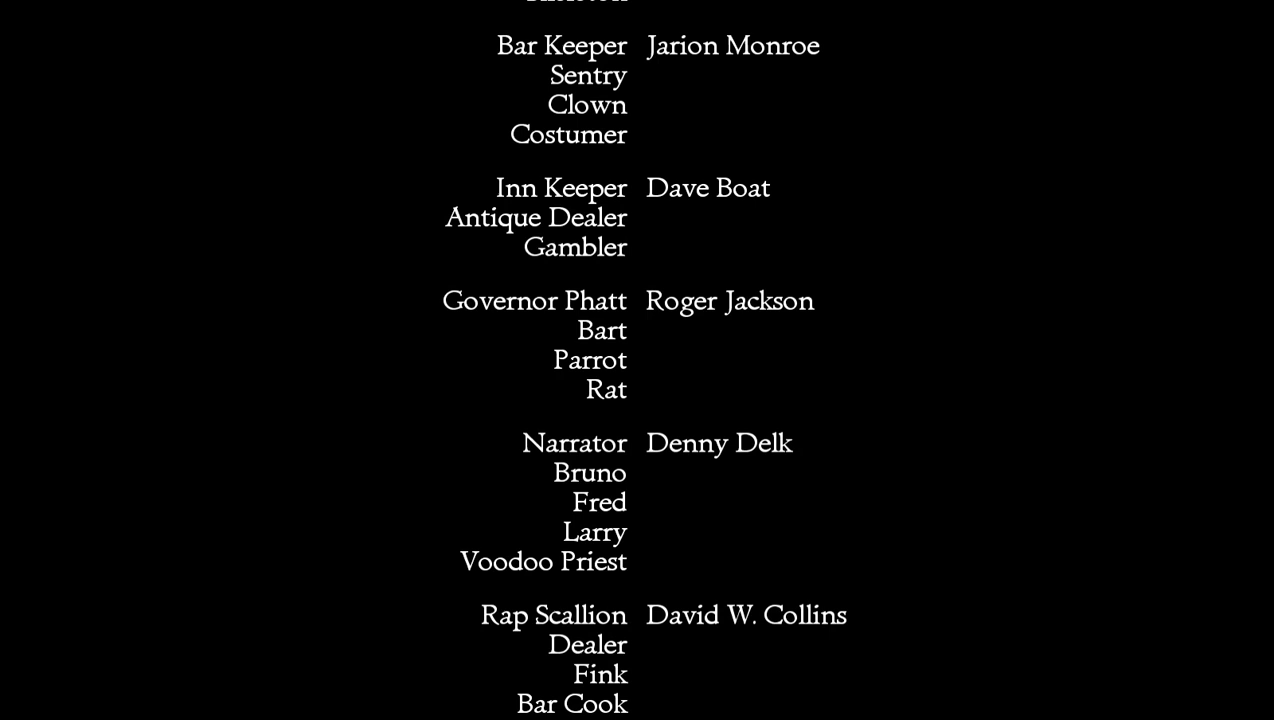 Bar Keeper Jarion Monroe
Sentry
Clown
Costumer
Inn Keeper Dave Boat
Antique Dealer
Gambler
Governor Phatt Roger Jackson
Bart
Parrot
Rat
Narrator Denny Delk
Bruno
Fred
Larry
Voodoo Priest
Rap Scallion David W. Collins
Dealer
Fink
Bar Cook